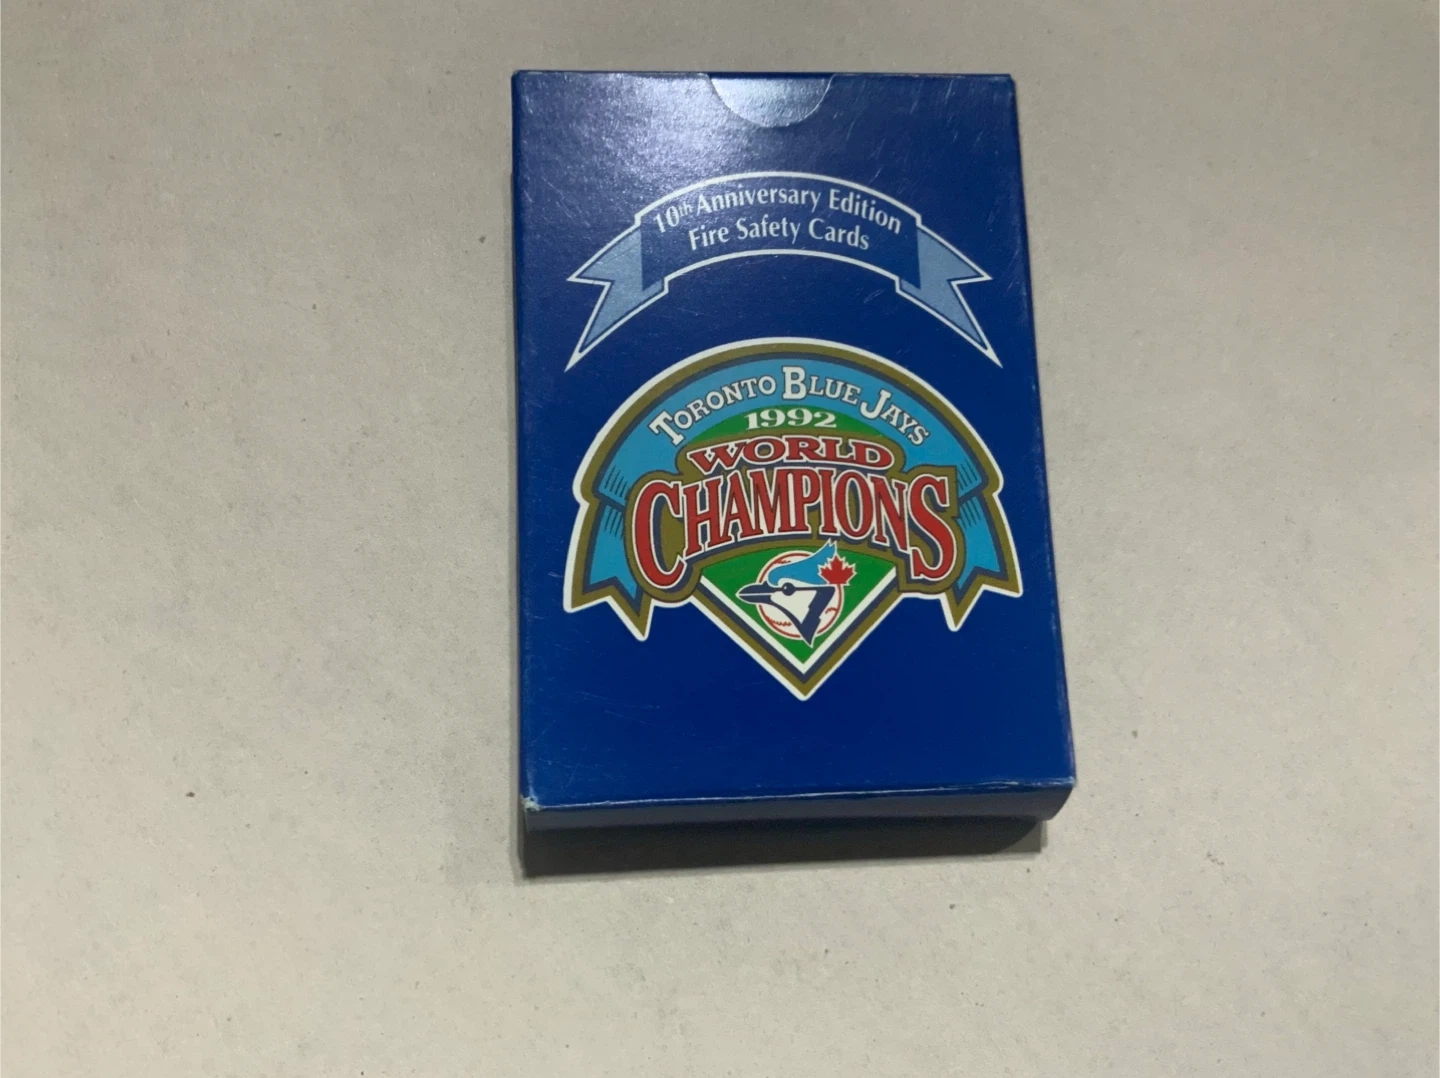 10th Anniversary Edition
Fire Safety Cards
TORONTO BLUE JAYS
1992
WORLD
CHAMPIONS